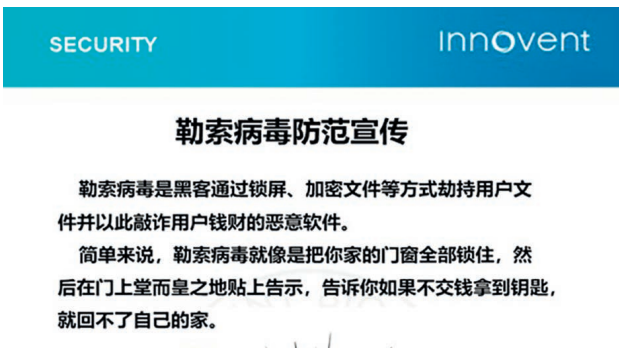 SECURITY
Innovent
勒索病毒防范宣传
勒索病毒是黑客通过锁屏、加密文件等方式劫持用户文
件并以此敲诈用户钱财的恶意软件。
简单来说，勒索病毒就像是把你家的门窗全部锁住，然
后在门上堂而皇之地贴上告示，告诉你如果不交钱拿到钥匙，
就回不了自己的家。